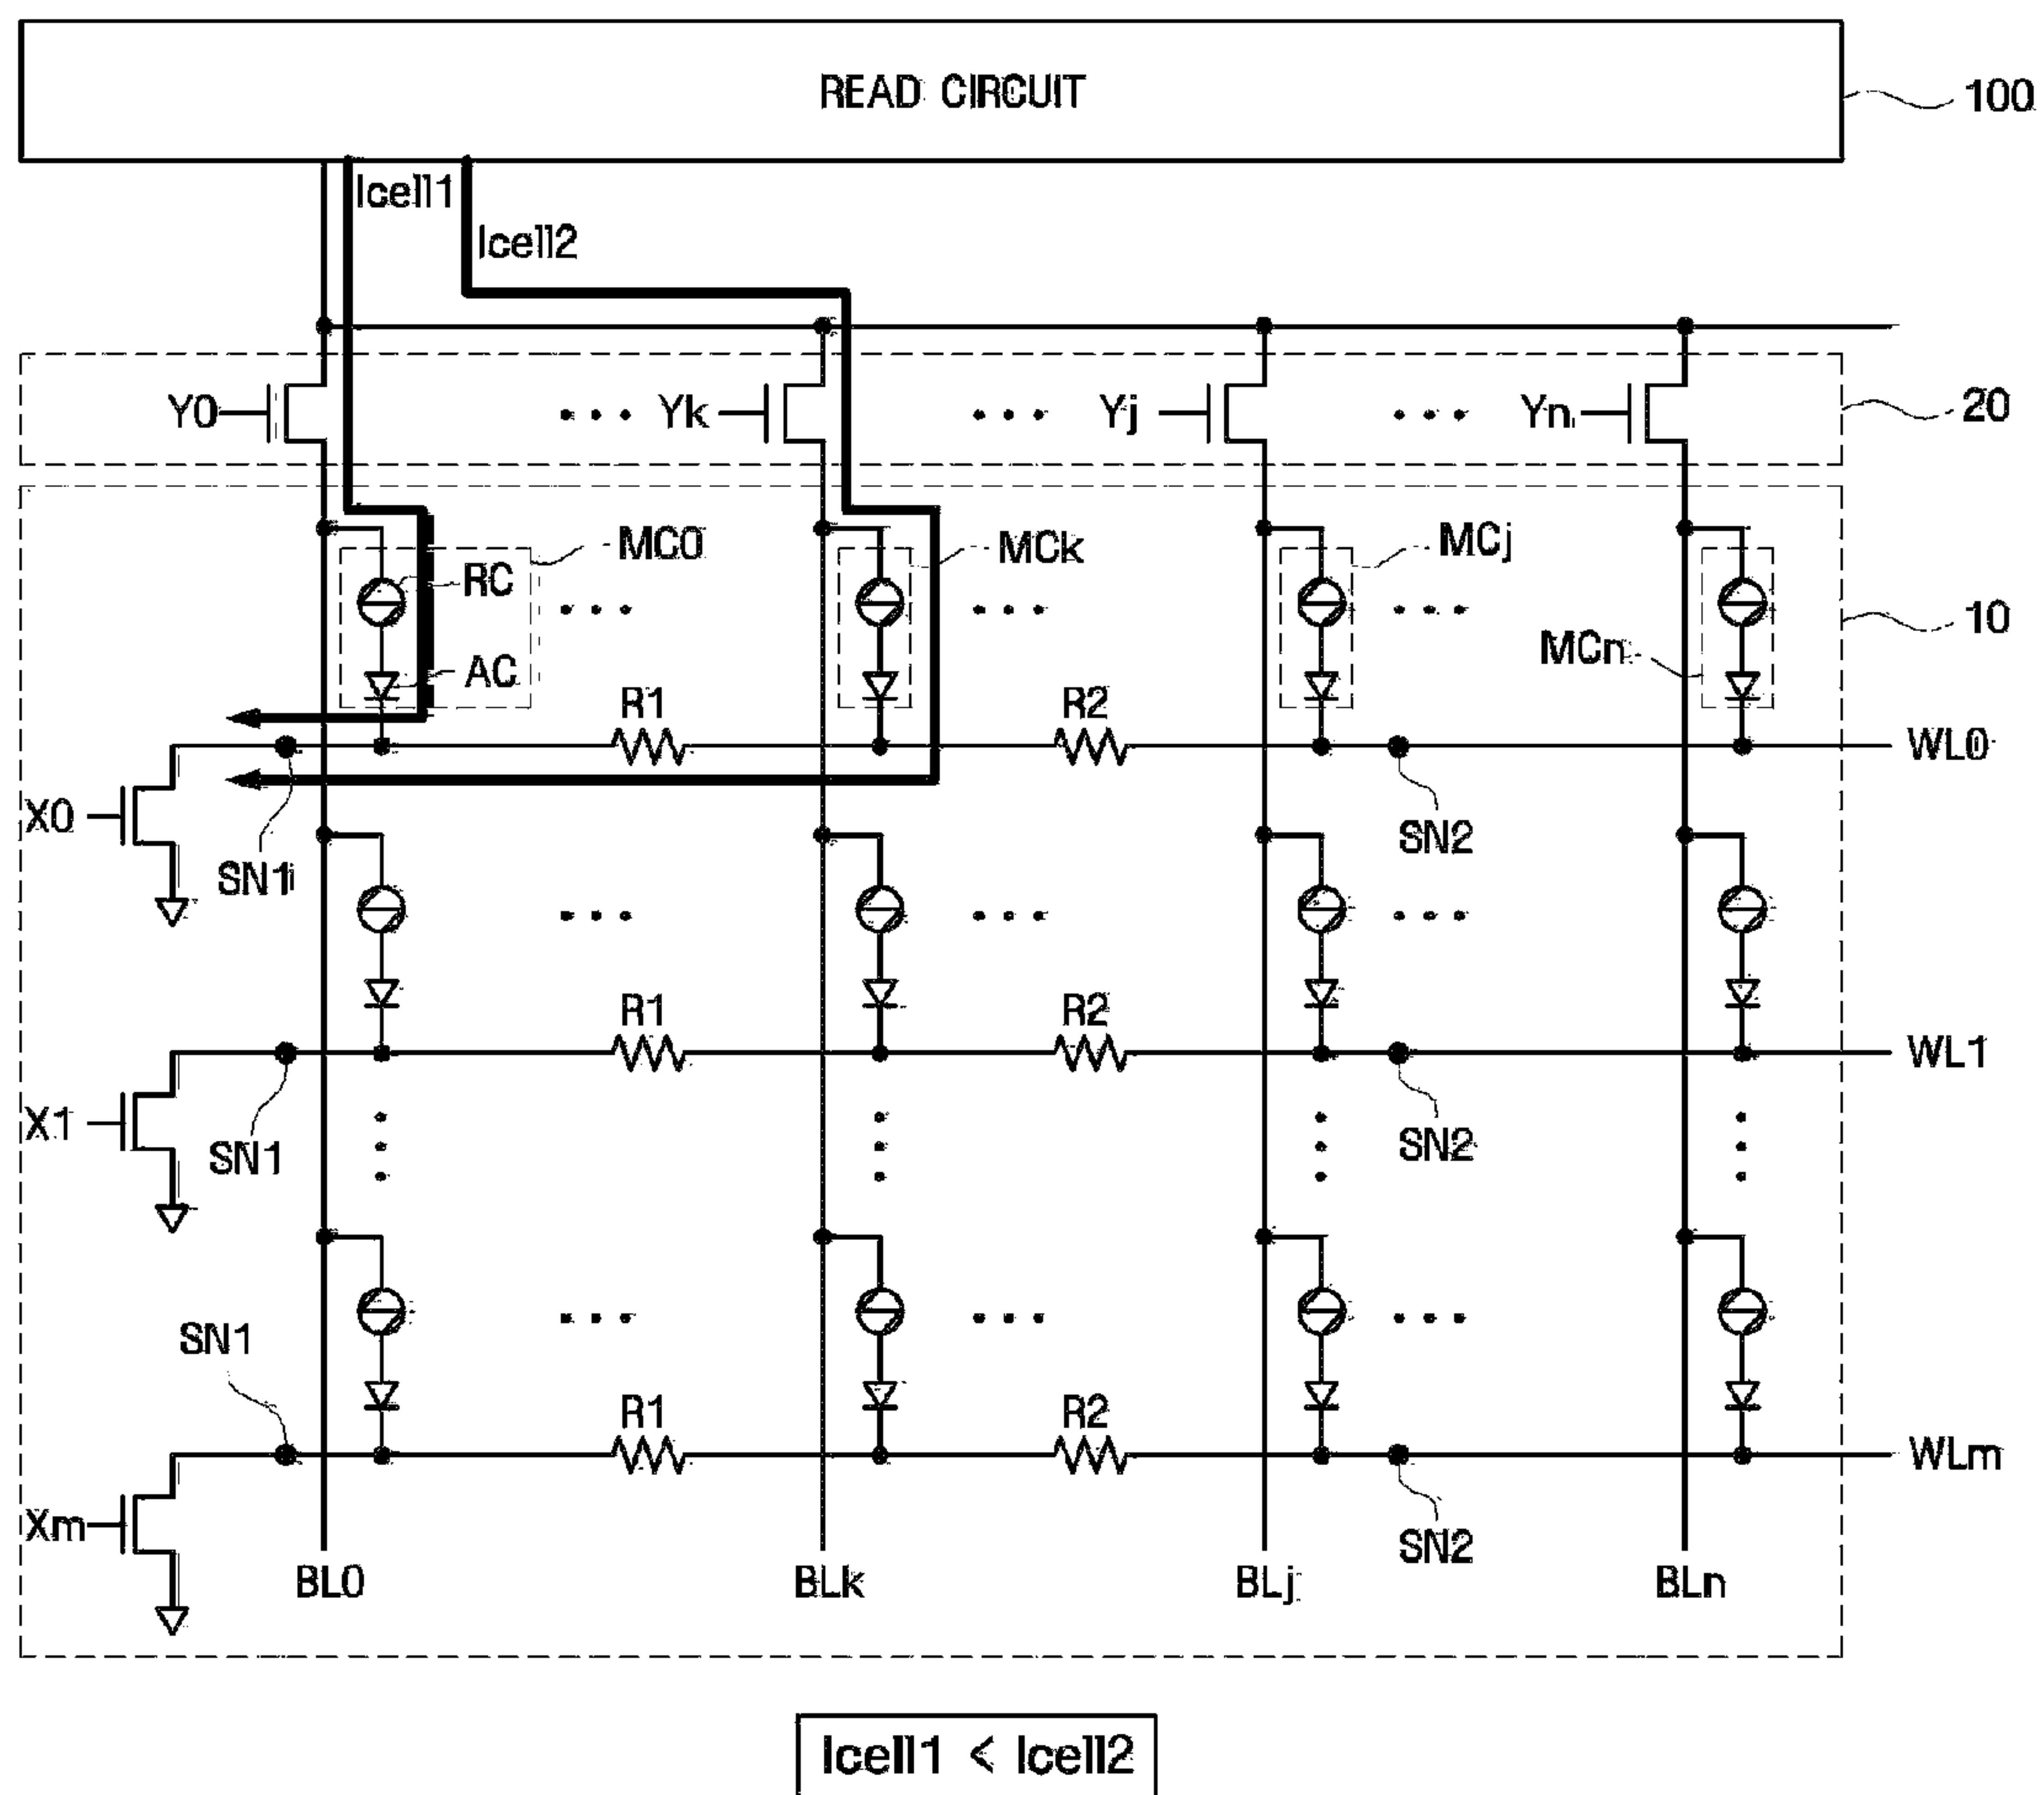 READ CIRCUIT
100
Icell1
Icell2
Y0
Yk
Yj
Yn
20
MC0
MCk
MCj
RC
10
MCn
AC
R1
R2
WL0
X0
SN1
SN2
R1
R2
WL1
X1
SN1
SN2
SN1
R1
R2
WLm
Xm
SN2
BL0
BLk
BLj
BLn
Icell1 < Icell2